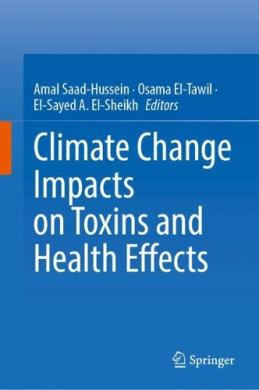 Amal Saad-Hussein · Osama El-Tawil ·
El-Sayed A. El-Sheikh Editors
Climate Change
Impacts
on Toxins and
Health Effects
Springer